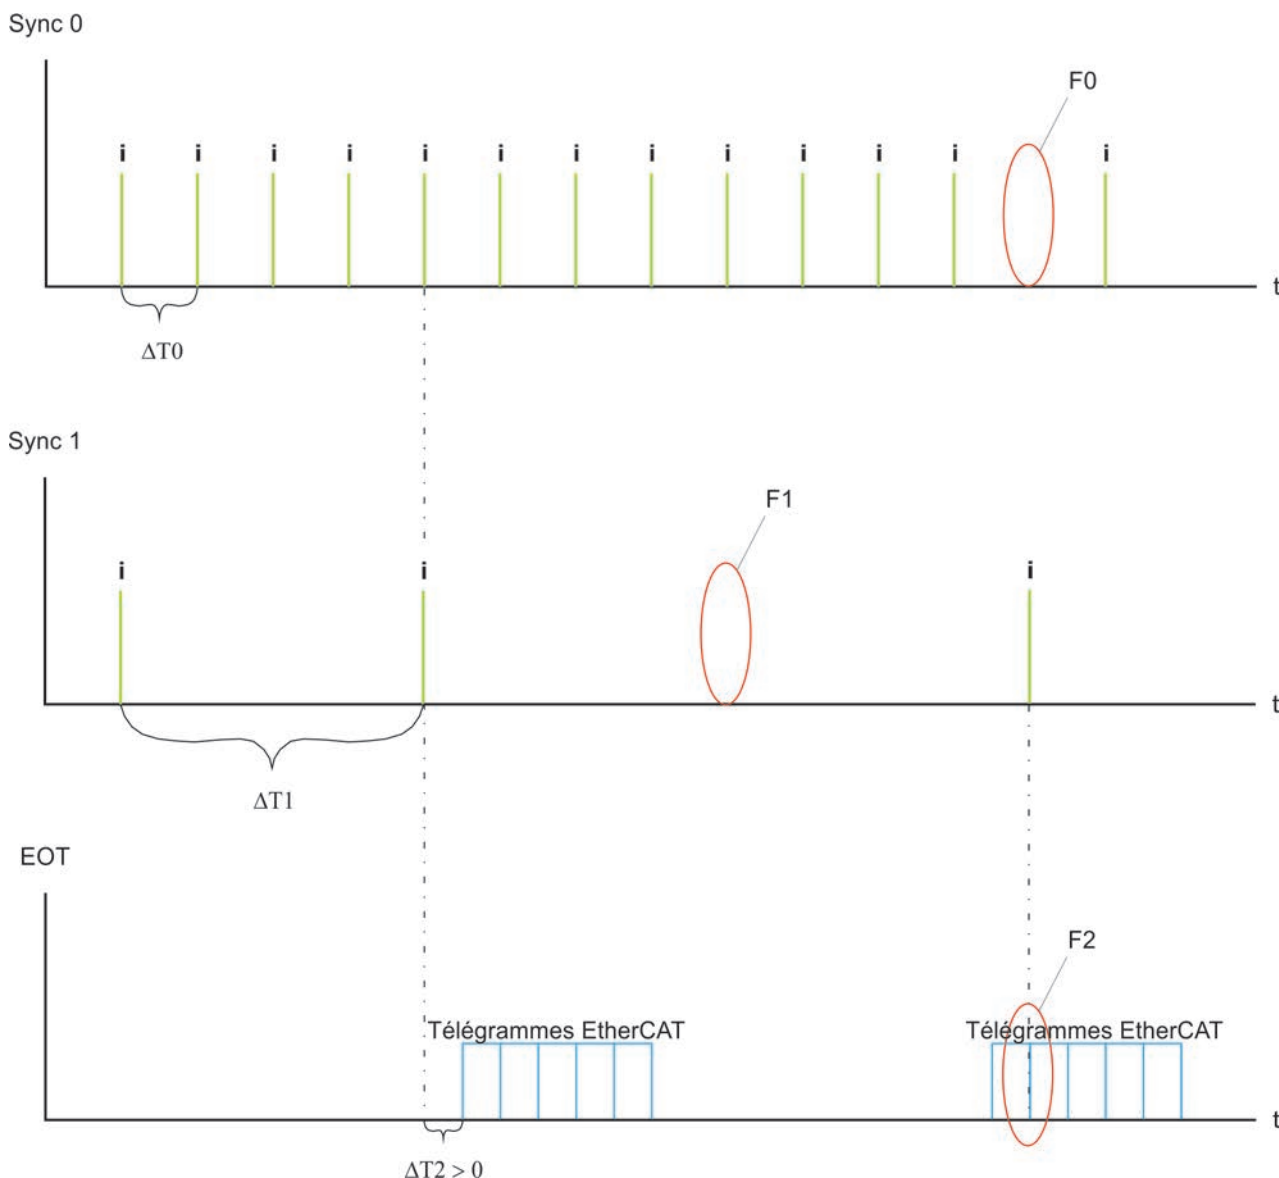 Sync 0
F0
i i i i i i i i i i i i i
t
ΔT0
Sync 1
F1
i i i
t
ΔT1
EOT
F2
Télégrammes EtherCAT Télégrammes EtherCAT
t
ΔT2 > 0